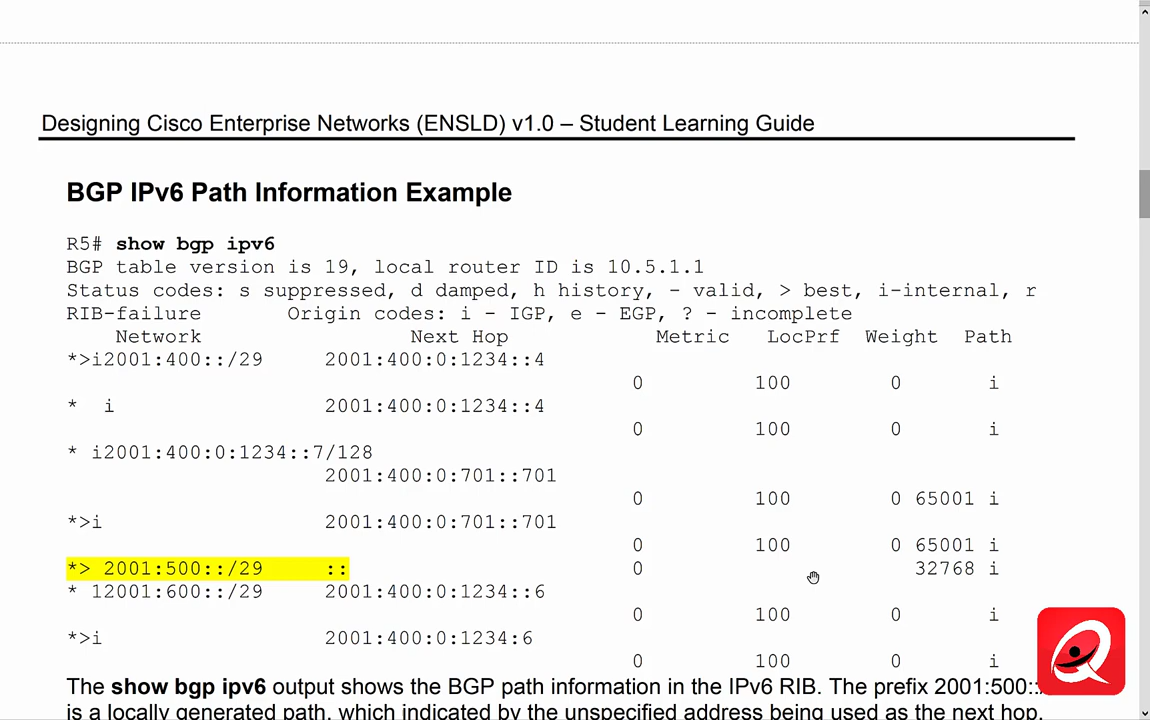 Designing Cisco Enterprise Networks (ENSLD) v1.0 – Student Learning Guide
BGP IPv6 Path Information Example
R5# show bgp ipv6
BGP table version is 19, local router ID is 10.5.1.1
Status codes: s suppressed, d damped, h history, - valid, > best, i-internal, r
RIB-failure Origin codes: i - IGP, e - EGP, ? - incomplete
Network Next Hop Metric LocPrf Weight Path
*>i2001:400::/29 2001:400:0:1234::4
0 100 0 i
* i 2001:400:0:1234::4
0 100 0 i
* i2001:400:0:1234::7/128
2001:400:0:701::701
0 100 0 65001 i
*>i 2001:400:0:701::701
0 100 0 65001 i
*> 2001:500::/29 :: 0 32768 i
* 12001:600::/29 2001:400:0:1234::6
0 100 0 i
*>i 2001:400:0:1234:6
0 100 0 i
The show bgp ipv6 output shows the BGP path information in the IPv6 RIB. The prefix 2001:500::
is a locally generated path, which indicated by the unspecified address being used as the next hop.